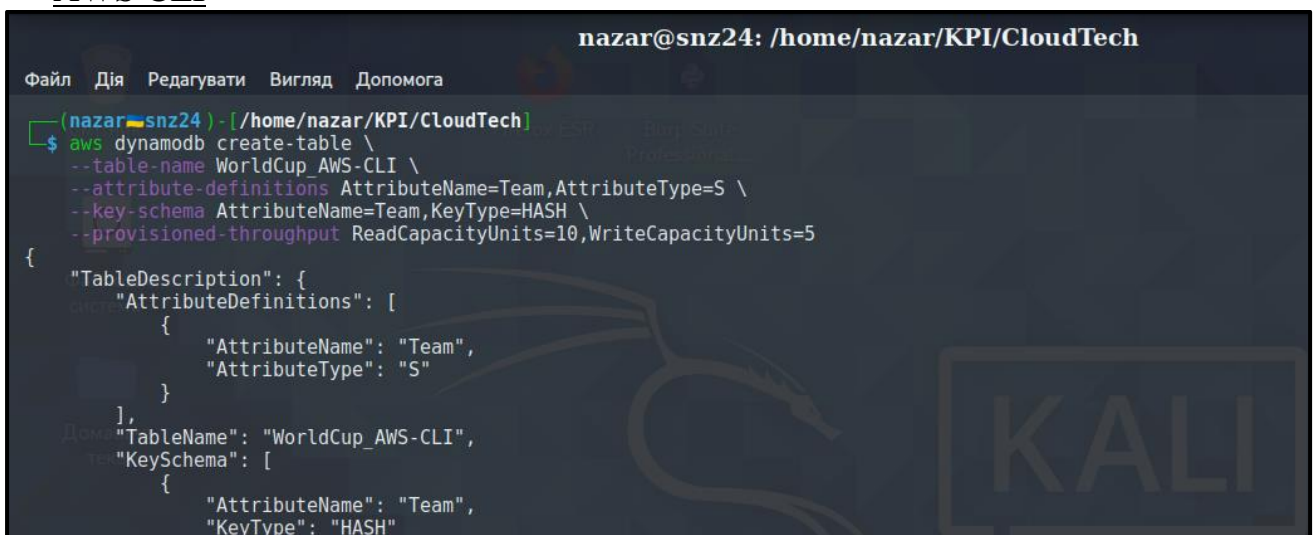 AWS CLI
nazar@snz24: /home/nazar/KPI/CloudTech
Файл Дія Редагувати Вигляд Допомога
(nazar🇺🇦snz24)-[/home/nazar/KPI/CloudTech]
$ aws dynamodb create-table \
--table-name WorldCup_AWS-CLI \
--attribute-definitions AttributeName=Team,AttributeType=S \
--key-schema AttributeName=Team,KeyType=HASH \
--provisioned-throughput ReadCapacityUnits=10,WriteCapacityUnits=5
{
"TableDescription": {
"AttributeDefinitions": [
{
"AttributeName": "Team",
"AttributeType": "S"
}
],
"TableName": "WorldCup_AWS-CLI",
"KeySchema": [
{
"AttributeName": "Team",
"KeyType": "HASH"
KALI